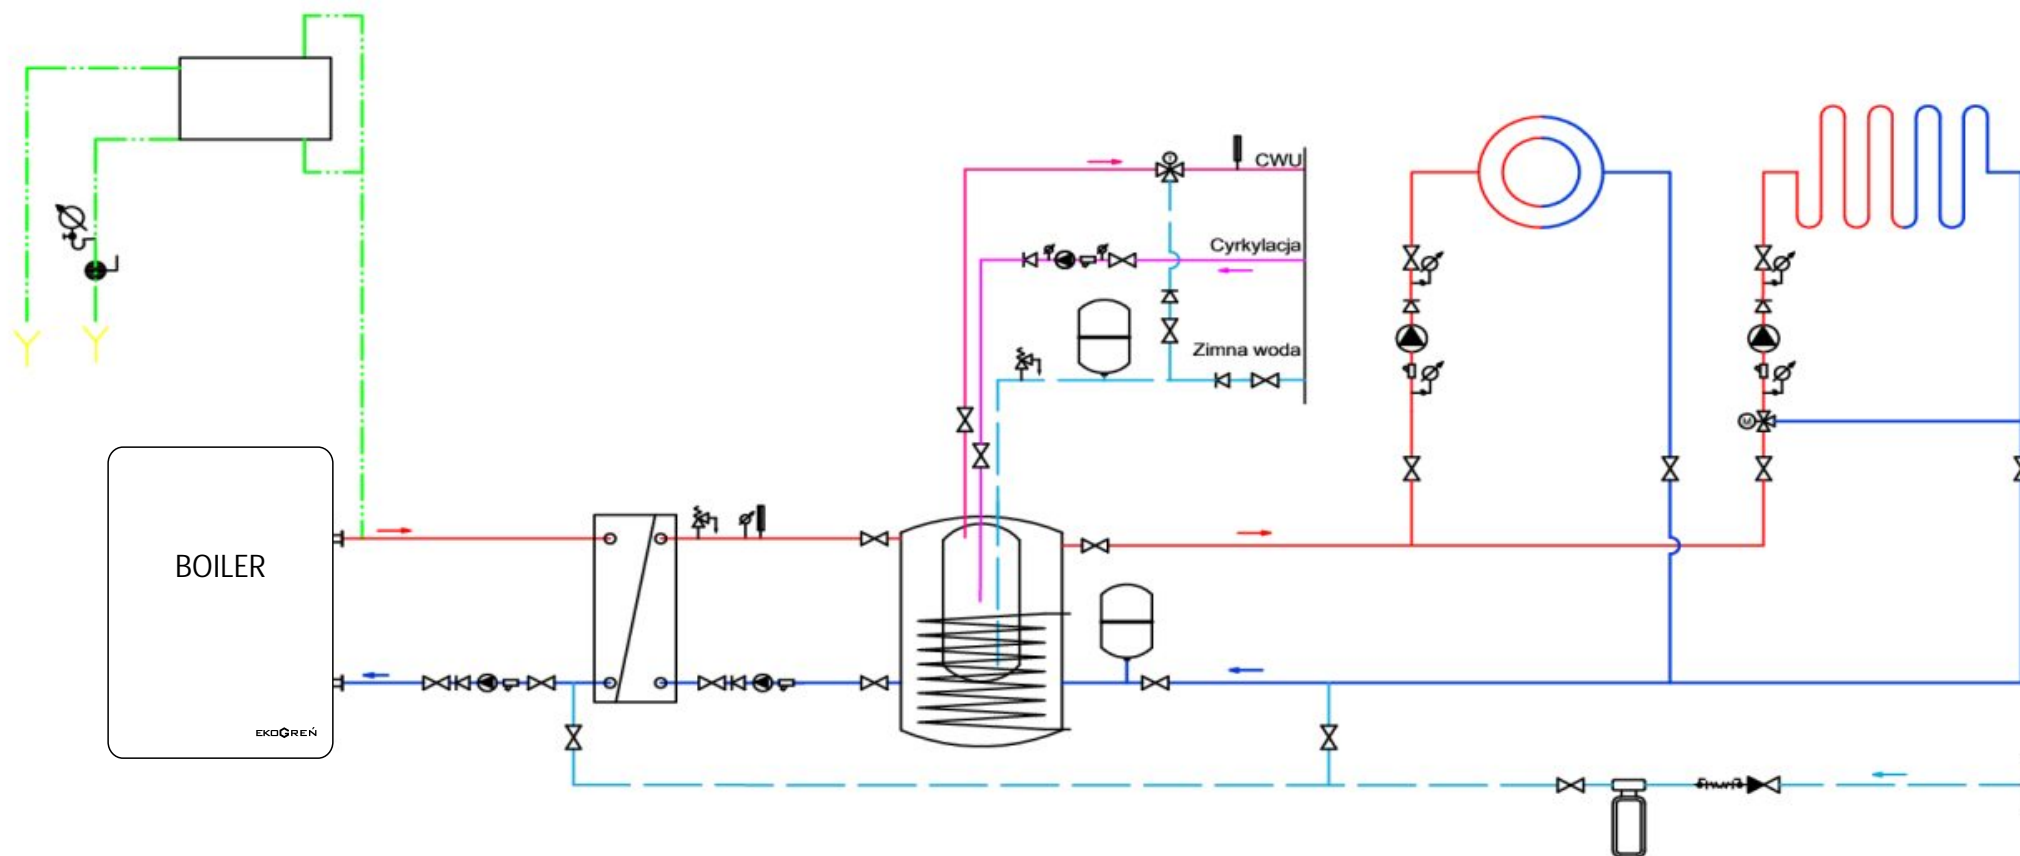 CWU
Cyrkylacja
Zimna woda
M
BOILER
EKOGREŃ